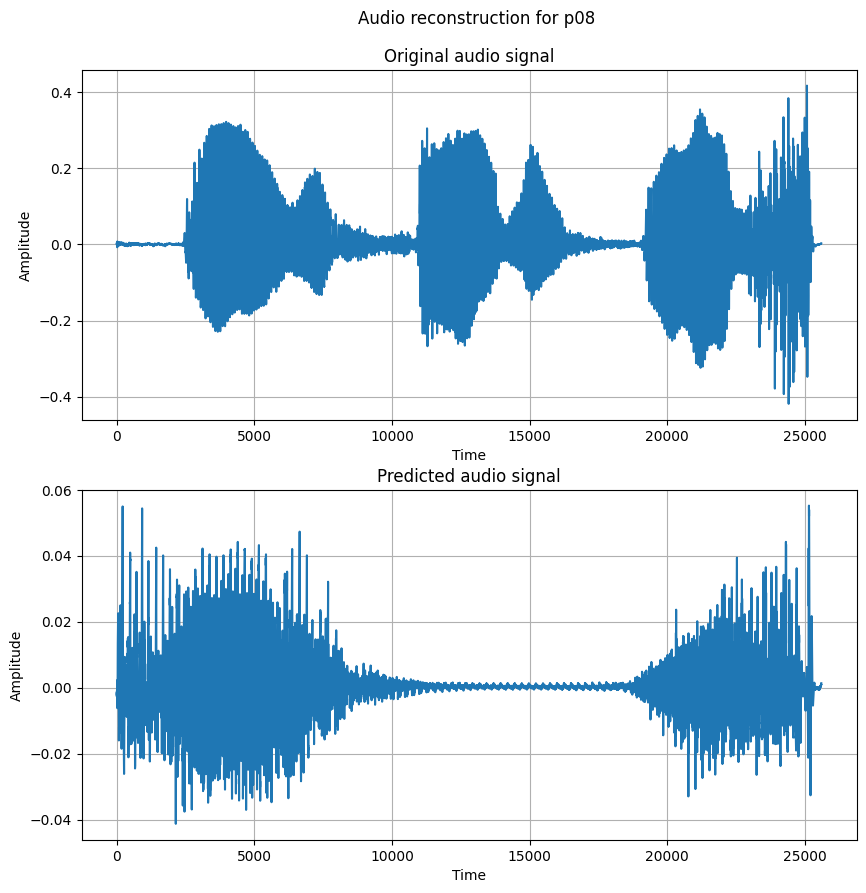 Audio reconstruction for p08
Original audio signal
0.4
0.2
0.0
−0.2
−0.4
Amplitude
0 5000 10000 15000 20000 25000
Time
Predicted audio signal
0.06
0.04
0.02
0.00
−0.02
−0.04
Amplitude
0 5000 10000 15000 20000 25000
Time